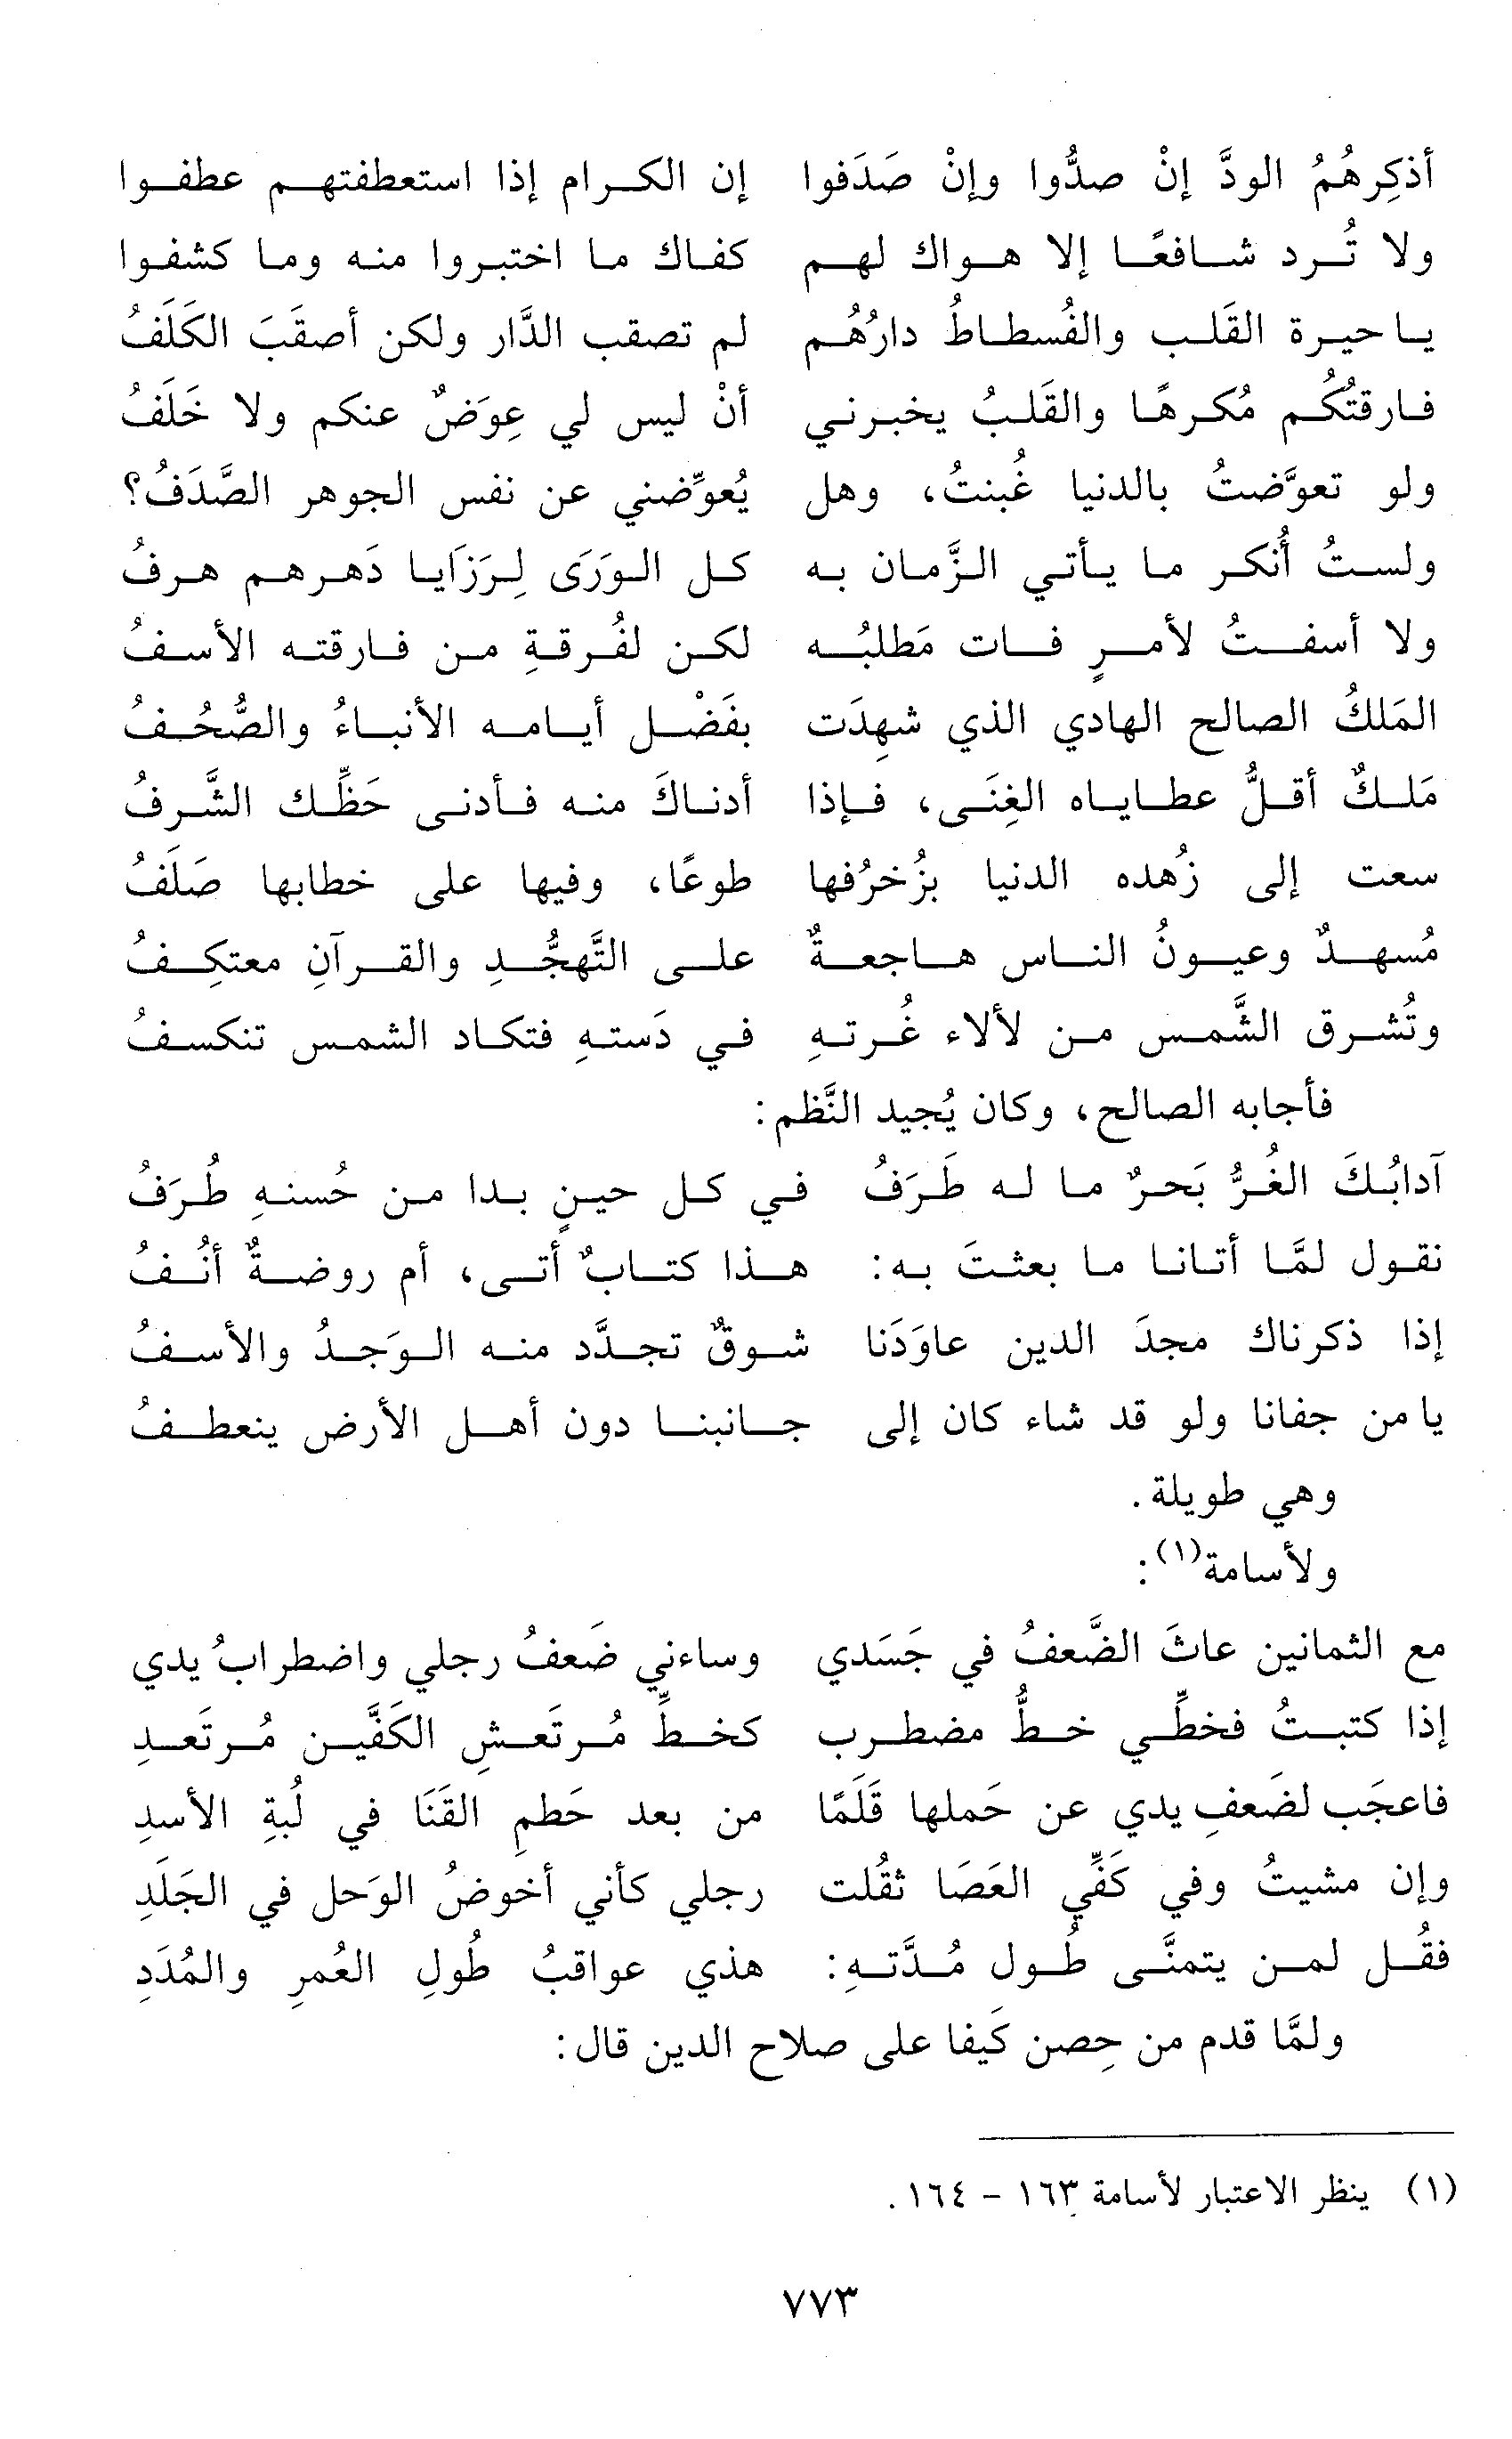 أذكِرهُمُ الودَّ إنْ صدُّوا وإنْ صَدَفوا إن الكرام إذا استعطفتهم عطفوا
ولا تُرد شافعًا إلا هواك لهم كفاك ما اختبروا منه وما كشفوا
يا حيرة القَلب والفُسطاطُ دارُهُم لم تصقب الدَّار ولكن أصقَبَ الكَلَفُ
فارقتُكُم مُكرهًا والقَلبُ يخبرني أنْ ليس لي عِوَضٌ عنكم ولا خَلَفُ
ولو تعوَّضتُ بالدنيا غُبنتُ، وهل يُعوِّضني عن نفس الجوهر الصَّدَفُ؟
ولستُ أُنكر ما يأتي الزَّمان به كل الوَرَى لِرَزَايا دَهرهم هرفُ
ولا أسفتُ لأمرٍ فات مَطلبُه لكن لفُرقةِ من فارقته الأسفُ
المَلكُ الصالح الهادي الذي شهِدَت بفَضْل أيامه الأنباءُ والصُّحُفُ
مَلكٌ أقلُّ عطاياه الغِنَى، فإذا أدناكَ منه فأدنى حَظِّك الشَّرفُ
سعت إلى زُهده الدنيا بزُخرُفها طوعًا، وفيها على خطابها صَلَفُ
مُسهدٌ وعيونُ الناس هاجعةٌ على التَّهجُّدِ والقرآنِ معتكِفُ
وتُشرق الشَّمس من لألاء غُرتهِ في دَستهِ فتكاد الشمس تنكسفُ
فأجابه الصالح، وكان يُجيد النَّظم:
آدابُكَ الغُرُّ بَحرٌ ما له طَرَفُ في كل حينٍ بدا من حُسنهِ طُرَفُ
نقول لمَّا أتانا ما بعثتَ به: هذا كتابٌ أتى، أم روضةٌ أنُفُ
إذا ذكرناك مجدَ الدين عاوَدَنا شوقٌ تجدَّد منه الوَجدُ والأسفُ
يا من جفانا ولو قد شاء كان إلى جانبنا دون أهل الأرض ينعطفُ
وهي طويلة.
ولأسامة(١):
مع الثمانين عاثَ الضَّعفُ في جَسَدي وساءني ضَعفُ رجلي واضطرابُ يدي
إذا كتبتُ فخطِّي خطٌّ مضطرب كخطِّ مُرتَعشِ الكَفَّين مُرتَعدِ
فاعجَب لضَعفِ يدي عن حَملها قَلَمًا من بعد حَطمِ القَنَا في لُبةِ الأسدِ
وإن مشيتُ وفي كَفِّي العَصَا ثقُلت رجلي كأني أخوضُ الوَحل في الجَلَدِ
فقُل لمن يتمنَّى طُول مُدَّتهِ: هذي عواقبُ طُولِ العُمرِ والمُدَدِ
ولمَّا قدم من حِصن كَيفا على صلاح الدين قال:
(١) ينظر الاعتبار لأسامة ١٦٣ – ١٦٤.
٧٧٣